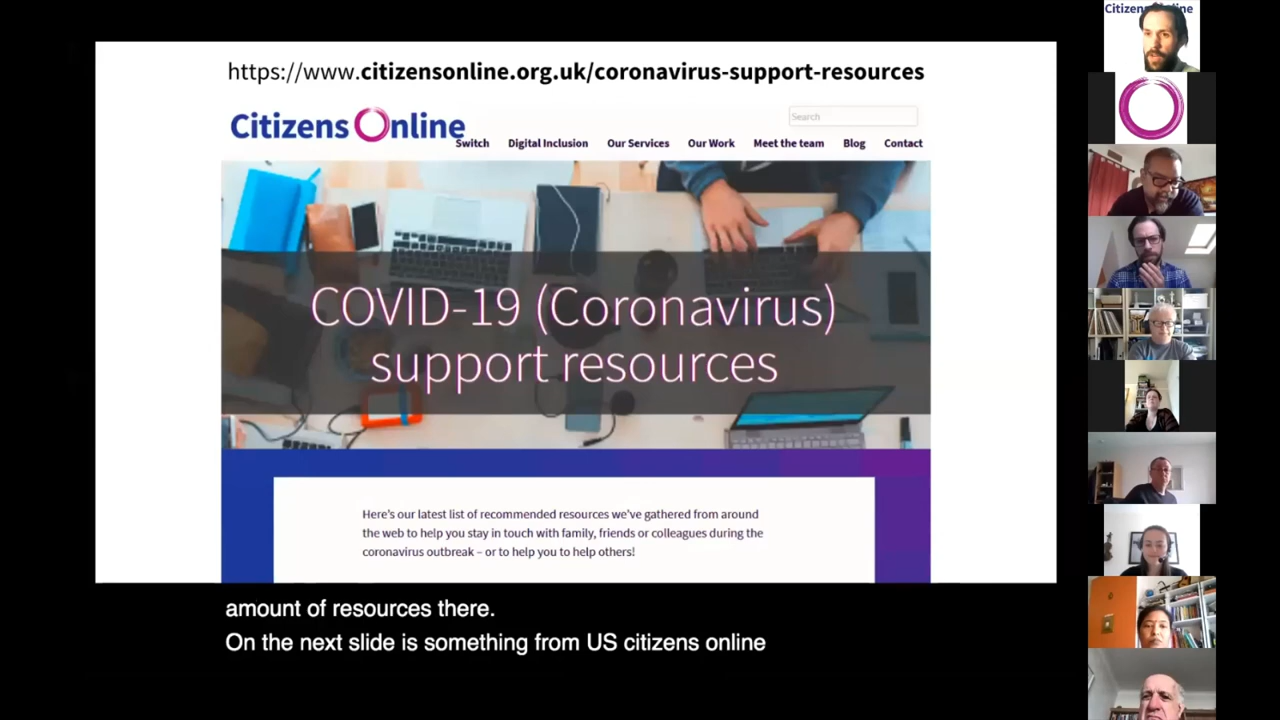 https://www.citizensonline.org.uk/coronavirus-support-resources
Citizens Online
Search
Switch Digital Inclusion Our Services Our Work Meet the team Blog Contact
COVID-19 (Coronavirus)
support resources
Here's our latest list of recommended resources we've gathered from around
the web to help you stay in touch with family, friends or colleagues during the
coronavirus outbreak – or to help you to help others!
amount of resources there.
On the next slide is something from US citizens online
Citizens Online